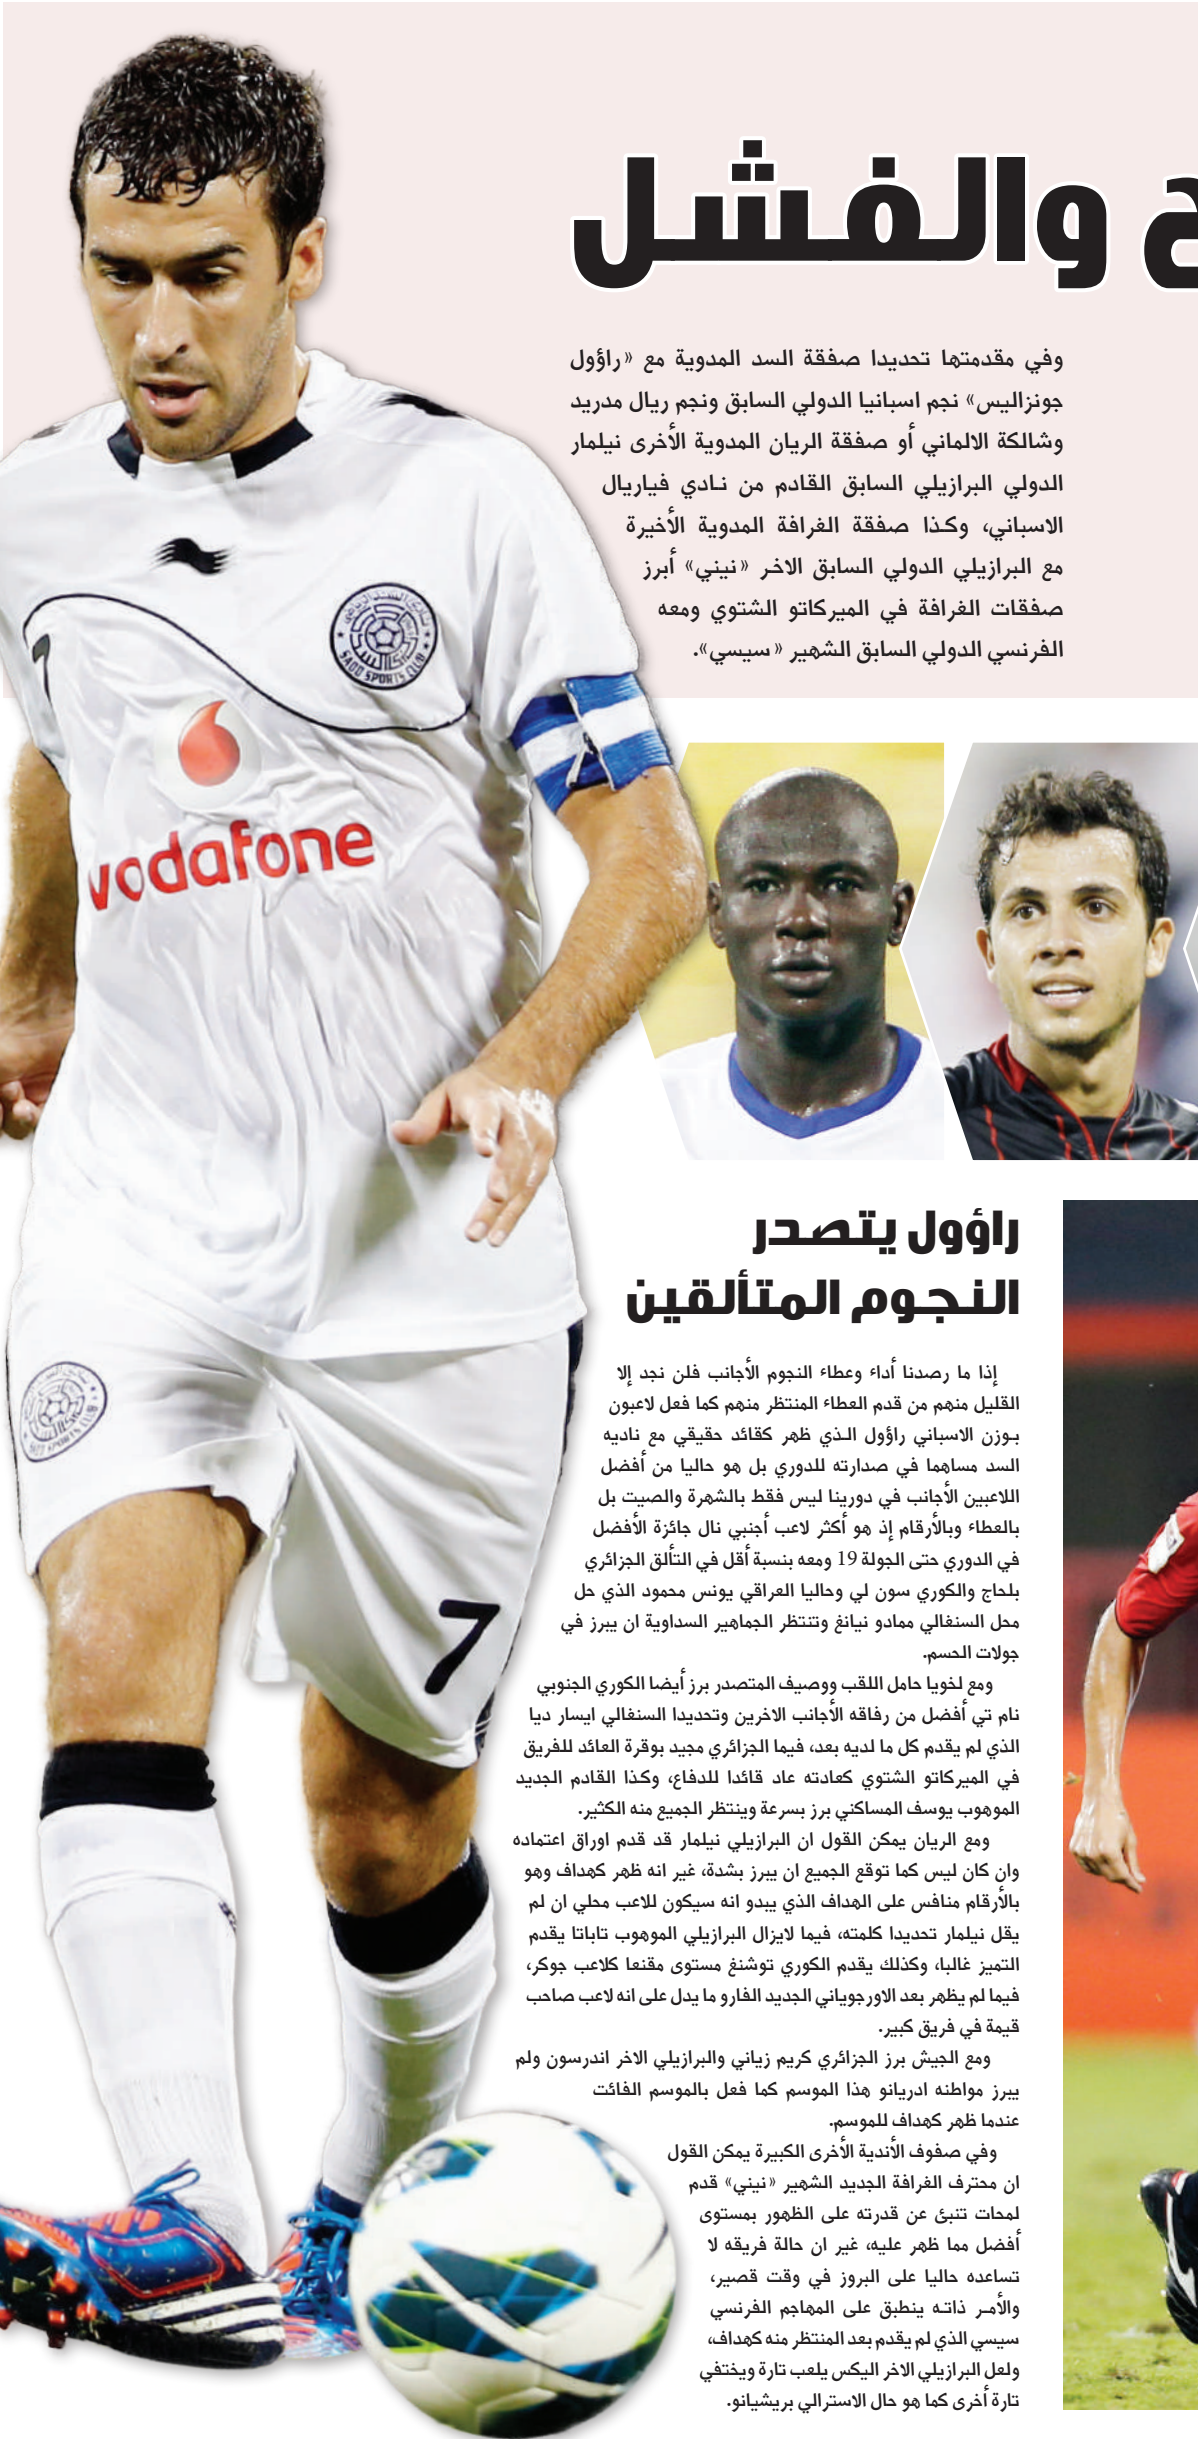 ح والفشل
وفي مقدمتها تحديدا صفقة السد المدوية مع «راؤول
جونزاليس» نجم اسبانيا الدولي السابق ونجم ريال مدريد
وشالكة الالماني أو صفقة الريان المدوية الأخرى نيلمار
الدولي البرازيلي السابق القادم من نادي فياريال
الاسباني، وكذا صفقة الغرافة المدوية الأخيرة
مع البرازيلي الدولي السابق الاخر «نيني» أبرز
صفقات الغرافة في الميركاتو الشتوي ومعه
الفرنسي الدولي السابق الشهير «سيسي».
SADD SPORTS CLUB
7
vodafone
راؤول يتصدر
النجوم المتألقين
إذا ما رصدنا أداء وعطاء النجوم الأجانب فلن نجد إلا
القليل منهم من قدم العطاء المنتظر منهم كما فعل لاعبون
بوزن الاسباني راؤول الذي ظهر كقائد حقيقي مع ناديه
السد مساهما في صدارته للدوري بل هو حاليا من أفضل
اللاعبين الأجانب في دورينا ليس فقط بالشهرة والصيت بل
بالعطاء وبالأرقام إذ هو أكثر لاعب أجنبي نال جائزة الأفضل
في الدوري حتى الجولة 19 ومعه بنسبة أقل في التألق الجزائري
بلحاج والكوري سون لي وحاليا العراقي يونس محمود الذي حل
محل السنغالي ممادو نيانغ وتنتظر الجماهير السداوية ان يبرز في
جولات الحسم.
ومع لخويا حامل اللقب ووصيف المتصدر برز أيضا الكوري الجنوبي
نام تي أفضل من رفاقه الأجانب الاخرين وتحديدا السنغالي ايسار ديا
الذي لم يقدم كل ما لديه بعد، فيما الجزائري مجيد بوقرة العائد للفريق
في الميركاتو الشتوي كعادته عاد قائدا للدفاع، وكذا القادم الجديد
الموهوب يوسف المساكني برز بسرعة وينتظر الجميع منه الكثير.
ومع الريان يمكن القول ان البرازيلي نيلمار قد قدم اوراق اعتماده
وان كان ليس كما توقع الجميع ان يبرز بشدة، غير انه ظهر كهداف وهو
بالأرقام منافس على الهداف الذي يبدو انه سيكون للاعب محلي ان لم
يقل نيلمار تحديدا كلمته، فيما لايزال البرازيلي الموهوب تاباتا يقدم
التميز غالبا، وكذلك يقدم الكوري توشنغ مستوى مقنعا كلاعب جوكر،
فيما لم يظهر بعد الاورجوياني الجديد الفارو ما يدل على انه لاعب صاحب
قيمة في فريق كبير.
ومع الجيش برز الجزائري كريم زياني والبرازيلي الاخر اندرسون ولم
يبرز مواطنه ادريانو هذا الموسم كما فعل بالموسم الفائت
عندما ظهر كهداف للموسم.
وفي صفوف الأندية الأخرى الكبيرة يمكن القول
ان محترف الغرافة الجديد الشهير «نيني» قدم
لمحات تنبئ عن قدرته على الظهور بمستوى
أفضل مما ظهر عليه، غير ان حالة فريقه لا
تساعده حاليا على البروز في وقت قصير،
والأمر ذاته ينطبق على المهاجم الفرنسي
سيسي الذي لم يقدم بعد المنتظر منه كهداف،
ولعل البرازيلي الاخر اليكس يلعب تارة ويختفي
تارة أخرى كما هو حال الاسترالي بريشيانو.
7